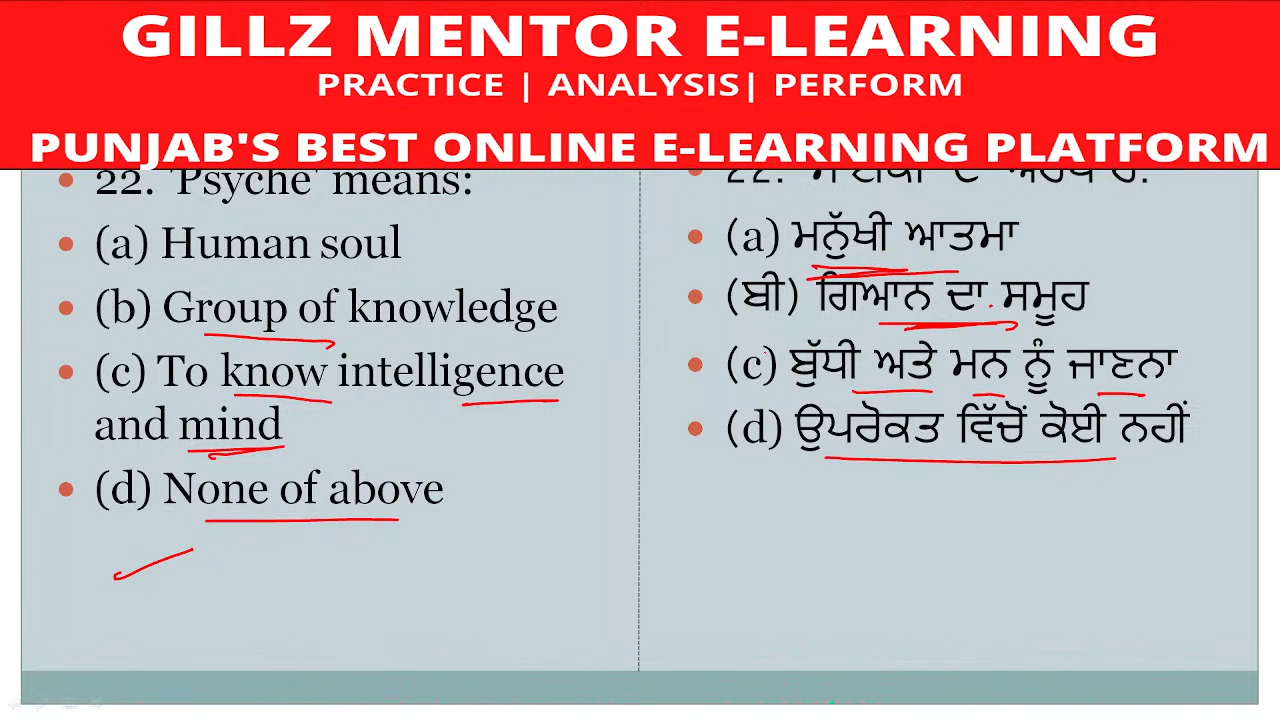 GILLZ MENTOR E-LEARNING
PRACTICE | ANALYSIS| PERFORM
PUNJAB'S BEST ONLINE E-LEARNING PLATFORM
22. 'Psyche' means:
(a) Human soul
(b) Group of knowledge
(c) To know intelligence
and mind
(d) None of above
(a) ਮਨੁੱਖੀ ਆਤਮਾ
(ਬੀ) ਗਿਆਨ ਦਾ ਸਮੂਹ
(c) ਬੁੱਧੀ ਅਤੇ ਮਨ ਨੂੰ ਜਾਣਨਾ
(d) ਉਪਰੋਕਤ ਵਿੱਚੋਂ ਕੋਈ ਨਹੀਂ